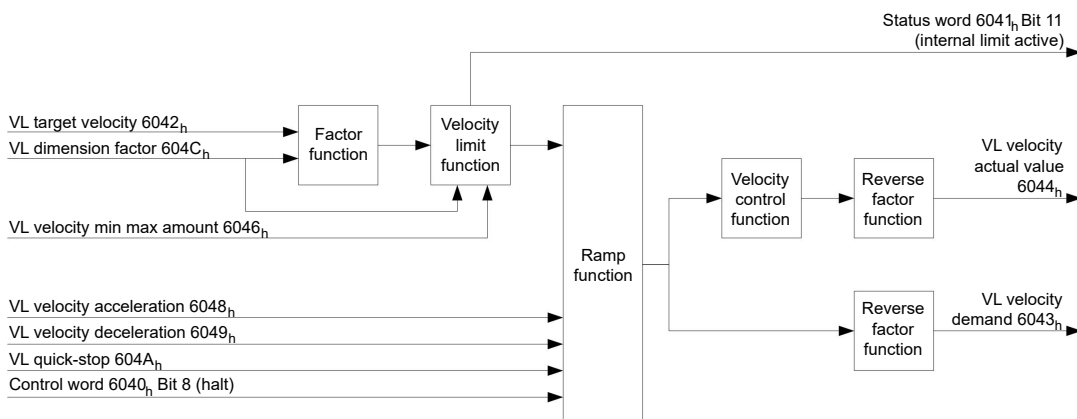 Status word 6041h Bit 11
(internal limit active)
VL target velocity 6042h
VL dimension factor 604Ch
Factor
function
Velocity
limit
function
VL velocity min max amount 6046h
Ramp
function
Velocity
control
function
Reverse
factor
function
VL velocity
actual value
6044h
VL velocity acceleration 6048h
VL velocity deceleration 6049h
VL quick-stop 604Ah
Control word 6040h Bit 8 (halt)
Reverse
factor
function
VL velocity
demand 6043h